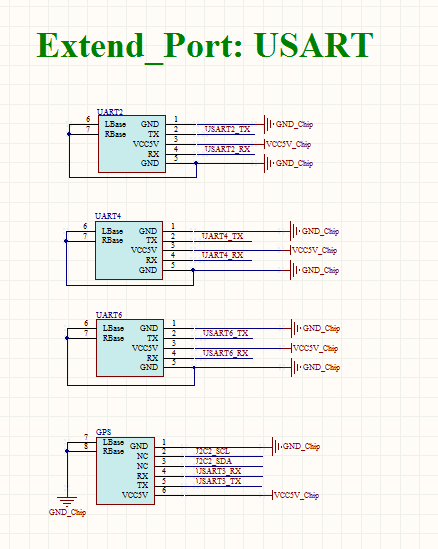 Extend_Port: USART
UART2
6 LBase GND 1 GND_Chip
7 RBase TX 2 USART2_TX
VCC5V 3 VCC5V_Chip
RX 4 USART2_RX
GND 5 GND_Chip
UART4
6 LBase GND 1 GND_Chip
7 RBase TX 2 UART4_TX
VCC5V 3 VCC5V_Chip
RX 4 UART4_RX
GND 5 GND_Chip
UART6
6 LBase GND 1 GND_Chip
7 RBase TX 2 USART6_TX
VCC5V 3 VCC5V_Chip
RX 4 USART6_RX
GND 5 GND_Chip
GPS
7 LBase GND 1 GND_Chip
8 RBase NC 2 I2C2_SCL
NC 3 I2C2_SDA
RX 4 USART3_RX
TX 5 USART3_TX
VCC5V 6 VCC5V_Chip
GND_Chip